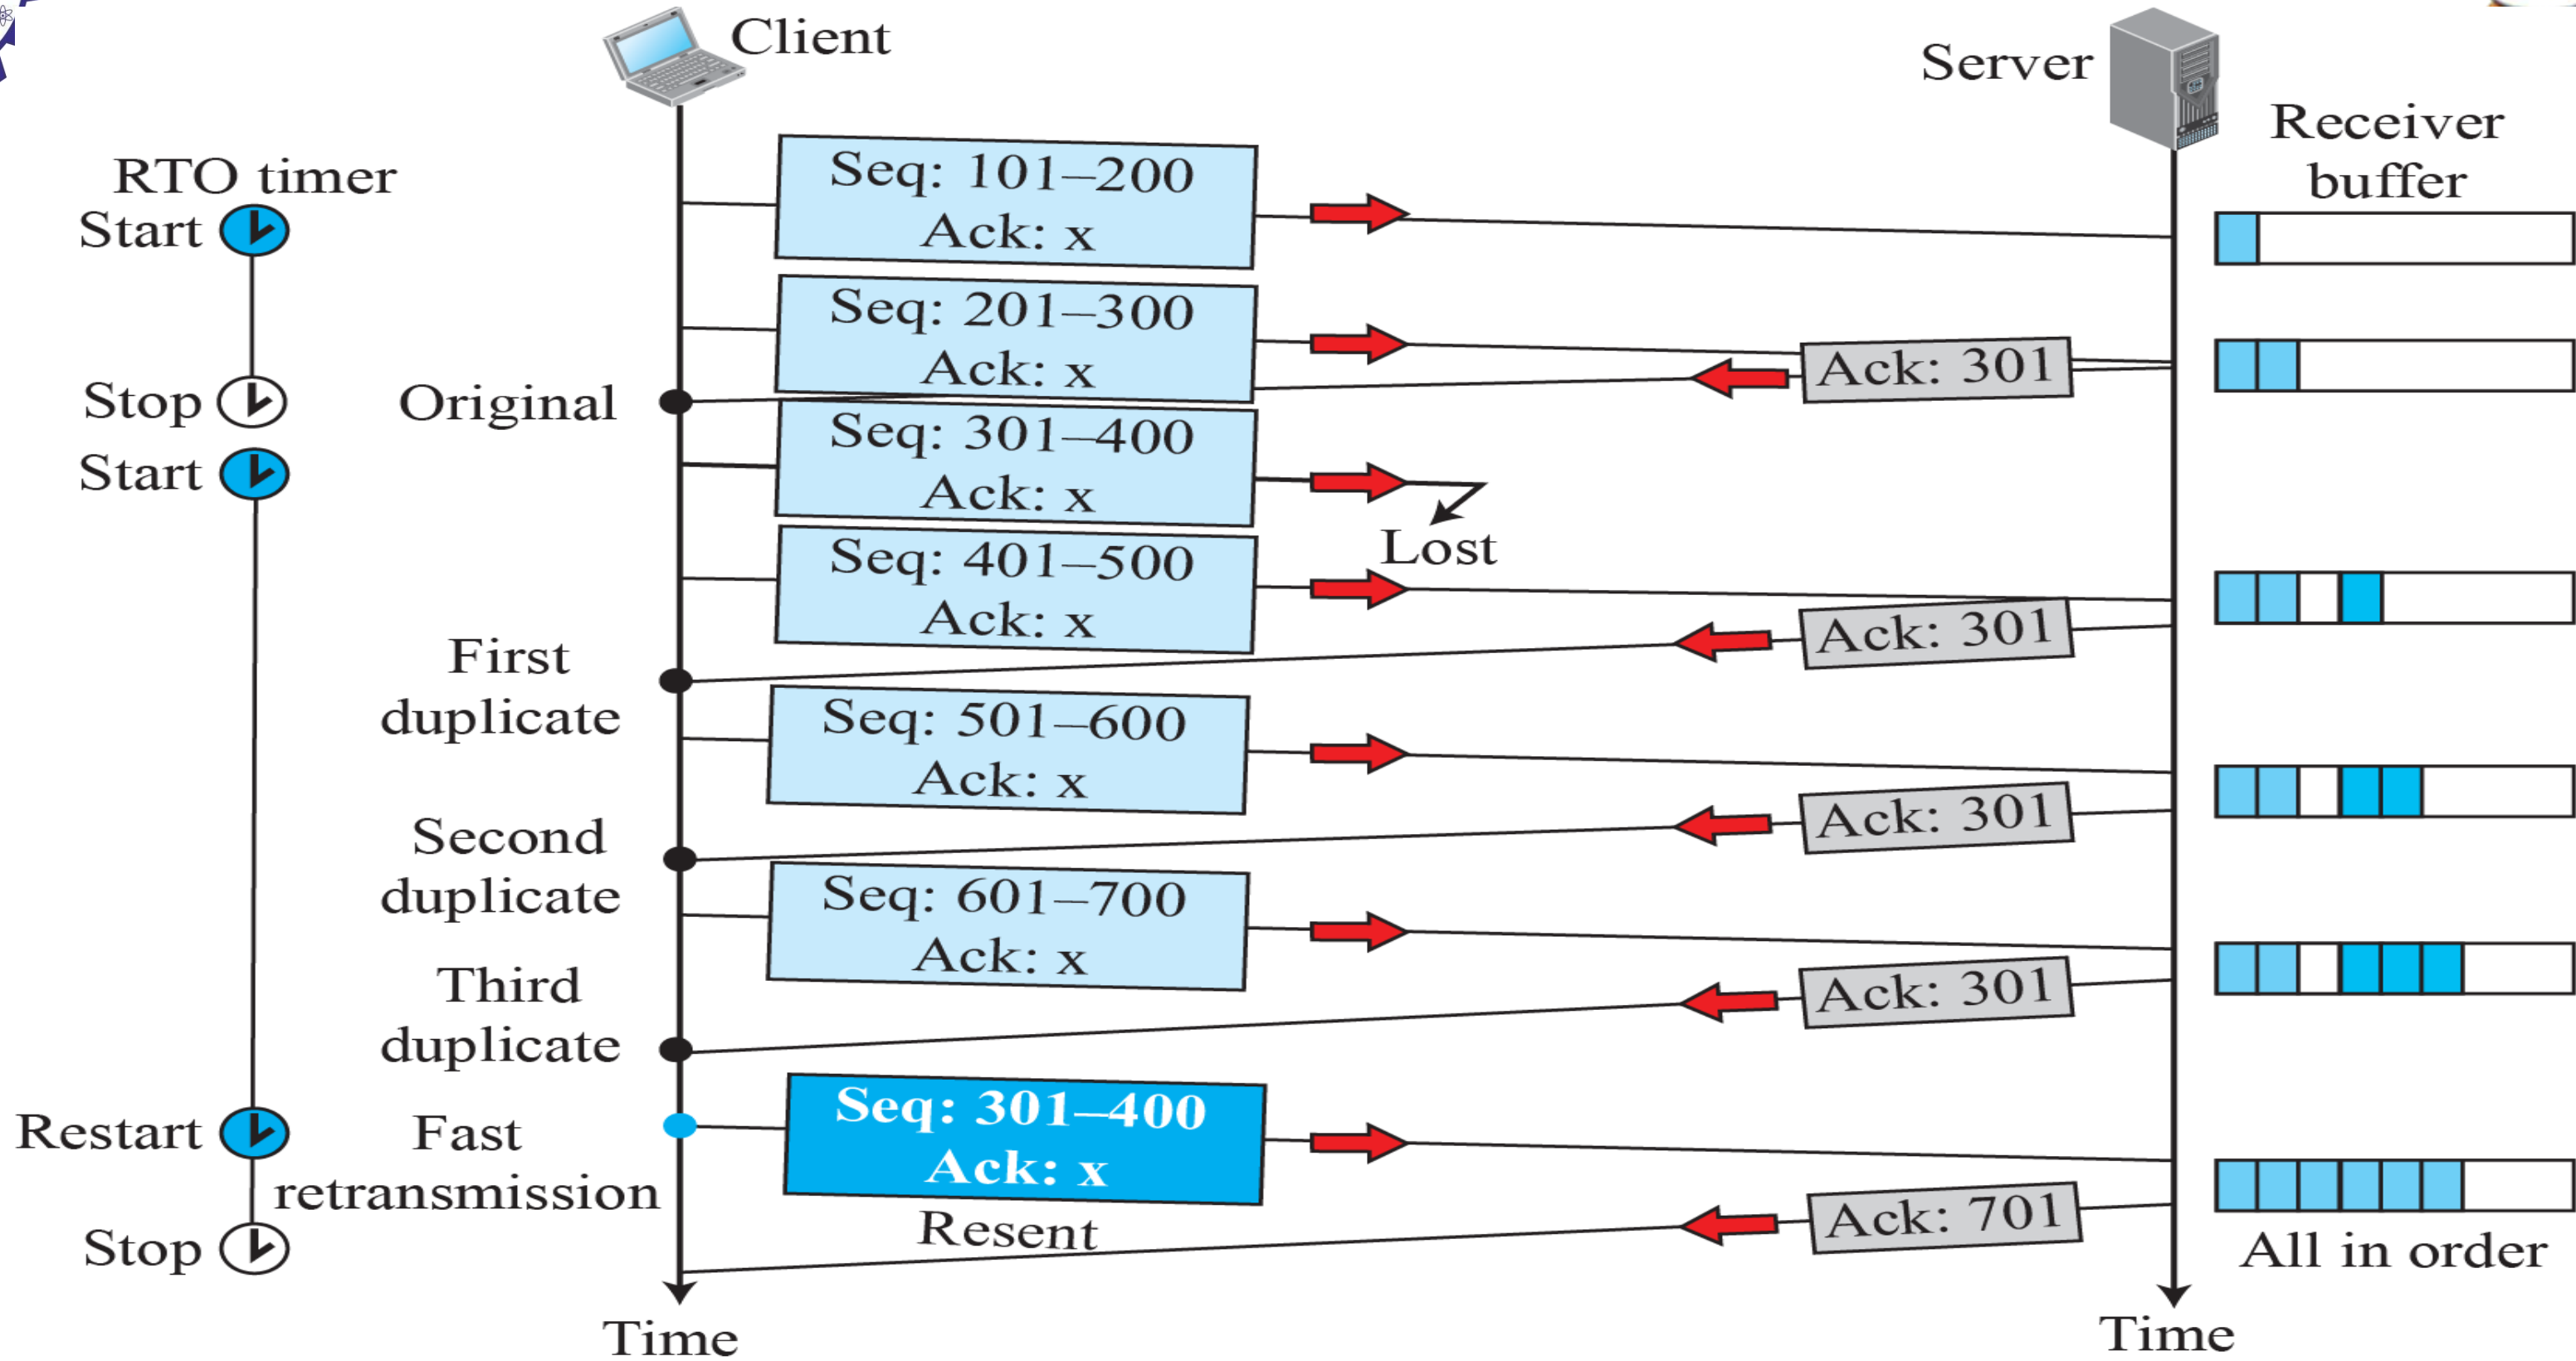 Client
Server
Receiver
buffer
RTO timer
Start
Seq: 101–200
Ack: x
Seq: 201–300
Ack: x
Ack: 301
Stop
Original
Start
Seq: 301–400
Ack: x
Lost
Seq: 401–500
Ack: x
Ack: 301
First
duplicate
Seq: 501–600
Ack: x
Ack: 301
Second
duplicate
Seq: 601–700
Ack: x
Ack: 301
Third
duplicate
Restart
Fast
retransmission
Seq: 301–400
Ack: x
Resent
Ack: 701
Stop
All in order
Time
Time